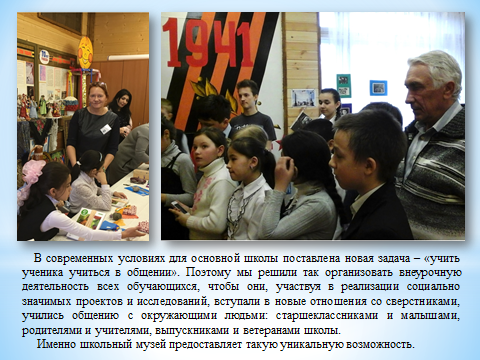 1941
В современных условиях для основной школы поставлена новая задача – «учить
ученика учиться в общении». Поэтому мы решили так организовать внеурочную
деятельность всех обучающихся, чтобы они, участвуя в реализации социально
значимых проектов и исследований, вступали в новые отношения со сверстниками,
учились общению с окружающими людьми: старшеклассниками и малышами,
родителями и учителями, выпускниками и ветеранами школы.
Именно школьный музей предоставляет такую уникальную возможность.